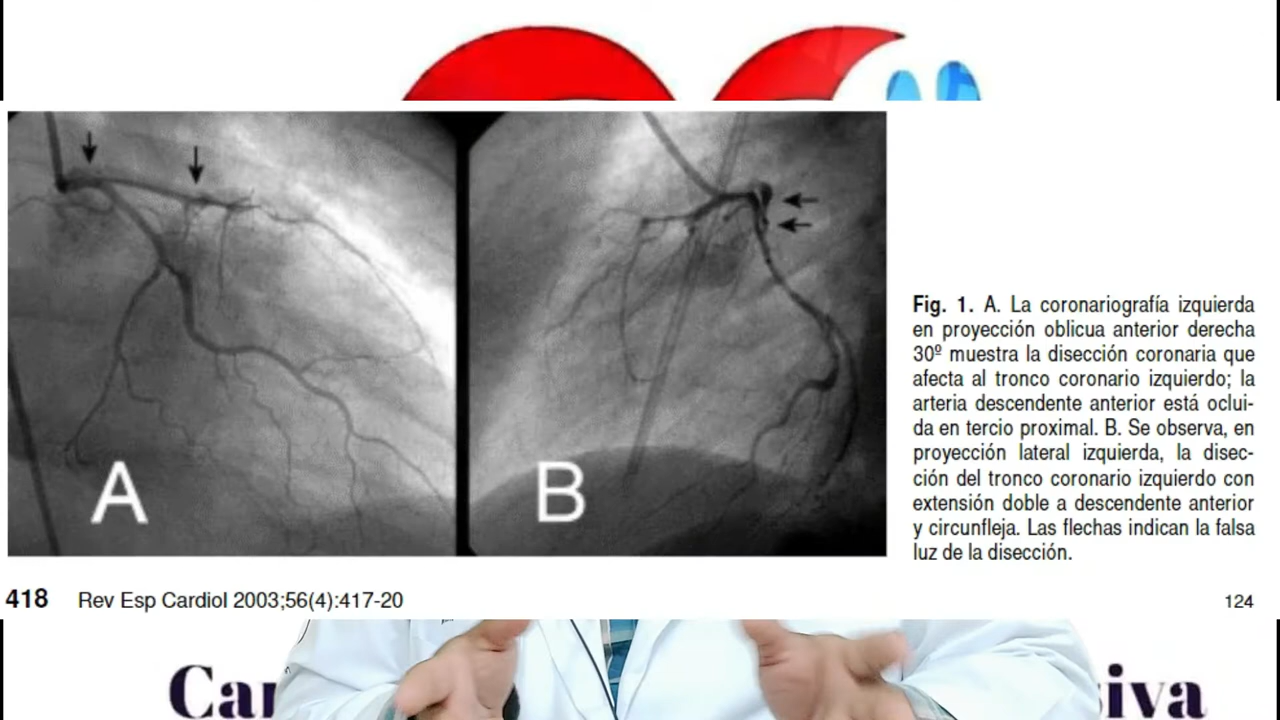 A
B
Fig. 1. A. La coronariografía izquierda
en proyección oblicua anterior derecha
30º muestra la disección coronaria que
afecta al tronco coronario izquierdo; la
arteria descendente anterior está oclui-
da en tercio proximal. B. Se observa, en
proyección lateral izquierda, la disec-
ción del tronco coronario izquierdo con
extensión doble a descendente anterior
y circunfleja. Las flechas indican la falsa
luz de la disección.
418 Rev Esp Cardiol 2003;56(4):417-20 124